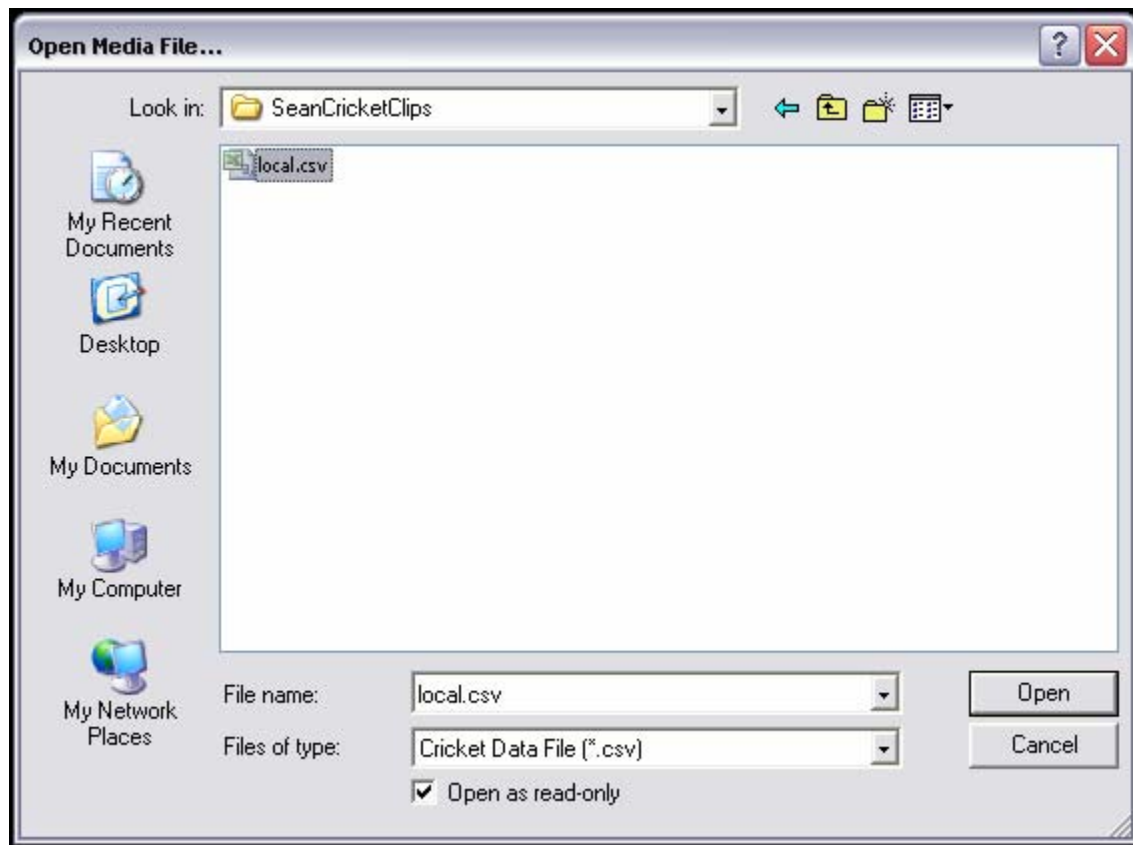 Open Media File...
Look in: SeanCricketClips
local.csv
My Recent
Documents
Desktop
My Documents
My Computer
My Network
Places
File name: local.csv Open
Files of type: Cricket Data File (*.csv) Cancel
Open as read-only